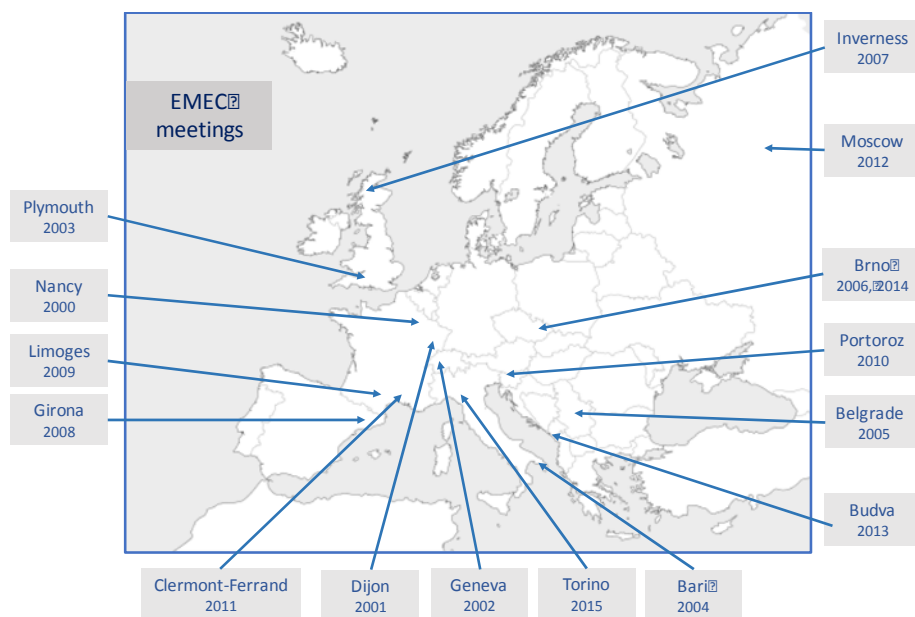 EMEC
meetings
Inverness
2007
Moscow
2012
Plymouth
2003
Nancy
2000
Brno
2006, 2014
Limoges
2009
Portoroz
2010
Girona
2008
Belgrade
2005
Budva
2013
Clermont-Ferrand
2011
Dijon
2001
Geneva
2002
Torino
2015
Bari
2004